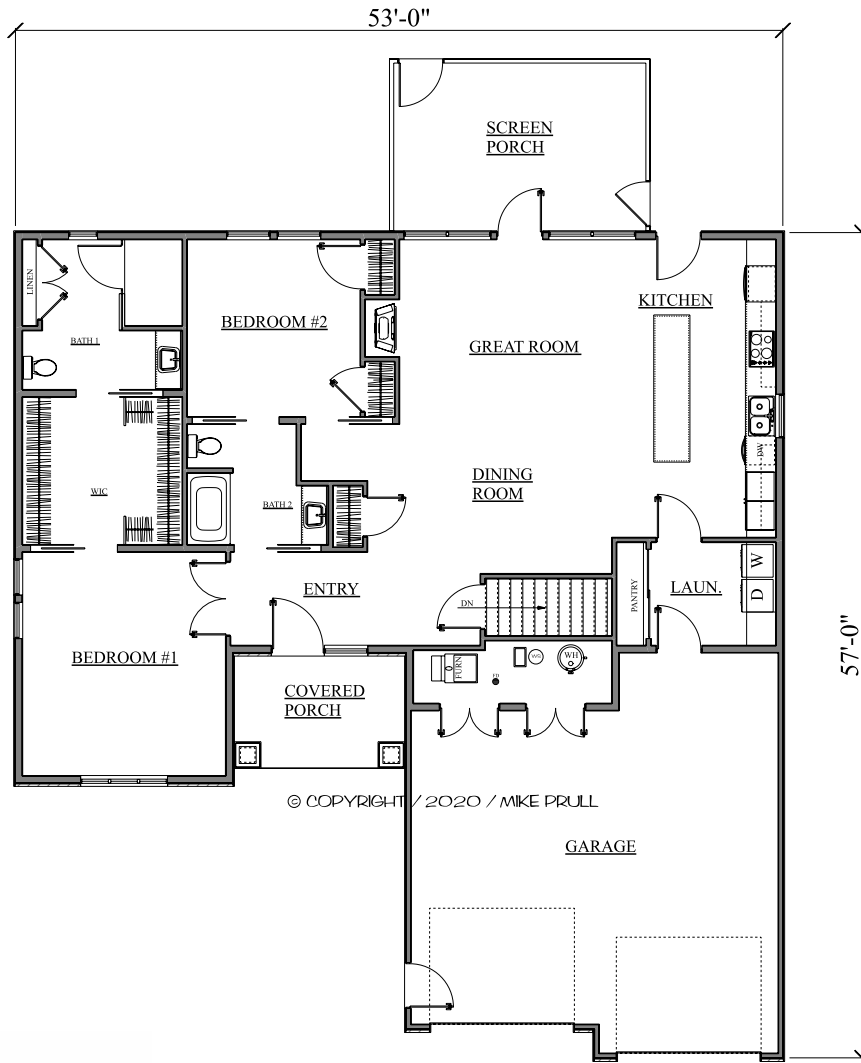 53'-0"
SCREEN
PORCH
LINEN
BEDROOM #2
KITCHEN
BATH 1
GREAT ROOM
DW
WIC
DINING
ROOM
BATH 2
W
D
LAUN.
PANTRY
ENTRY
DN
57'-0"
BEDROOM #1
FURN
WH
COVERED
PORCH
© COPYRIGHT / 2020 / MIKE PRULL
GARAGE